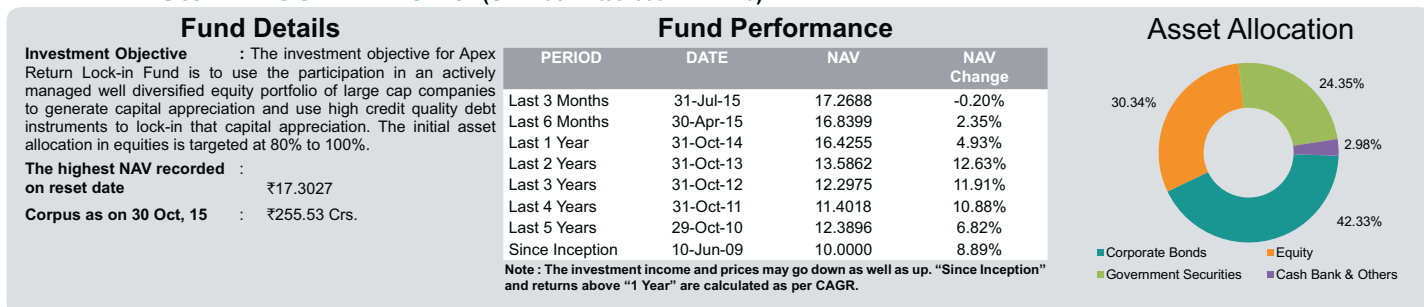 Fund Details
Investment Objective : The investment objective for Apex
Return Lock-in Fund is to use the participation in an actively
managed well diversified equity portfolio of large cap companies
to generate capital appreciation and use high credit quality debt
instruments to lock-in that capital appreciation. The initial asset
allocation in equities is targeted at 80% to 100%.
The highest NAV recorded :
on reset date ₹17.3027
Corpus as on 30 Oct, 15 : ₹255.53 Crs.
Fund Performance
PERIOD DATE NAV NAV
Change
Last 3 Months 31-Jul-15 17.2688 -0.20%
Last 6 Months 30-Apr-15 16.8399 2.35%
Last 1 Year 31-Oct-14 16.4255 4.93%
Last 2 Years 31-Oct-13 13.5862 12.63%
Last 3 Years 31-Oct-12 12.2975 11.91%
Last 4 Years 31-Oct-11 11.4018 10.88%
Last 5 Years 29-Oct-10 12.3896 6.82%
Since Inception 10-Jun-09 10.0000 8.89%
Note : The investment income and prices may go down as well as up. “Since Inception”
and returns above “1 Year” are calculated as per CAGR.
Asset Allocation
24.35%
30.34%
2.98%
42.33%
Corporate Bonds Equity
Government Securities Cash Bank & Others